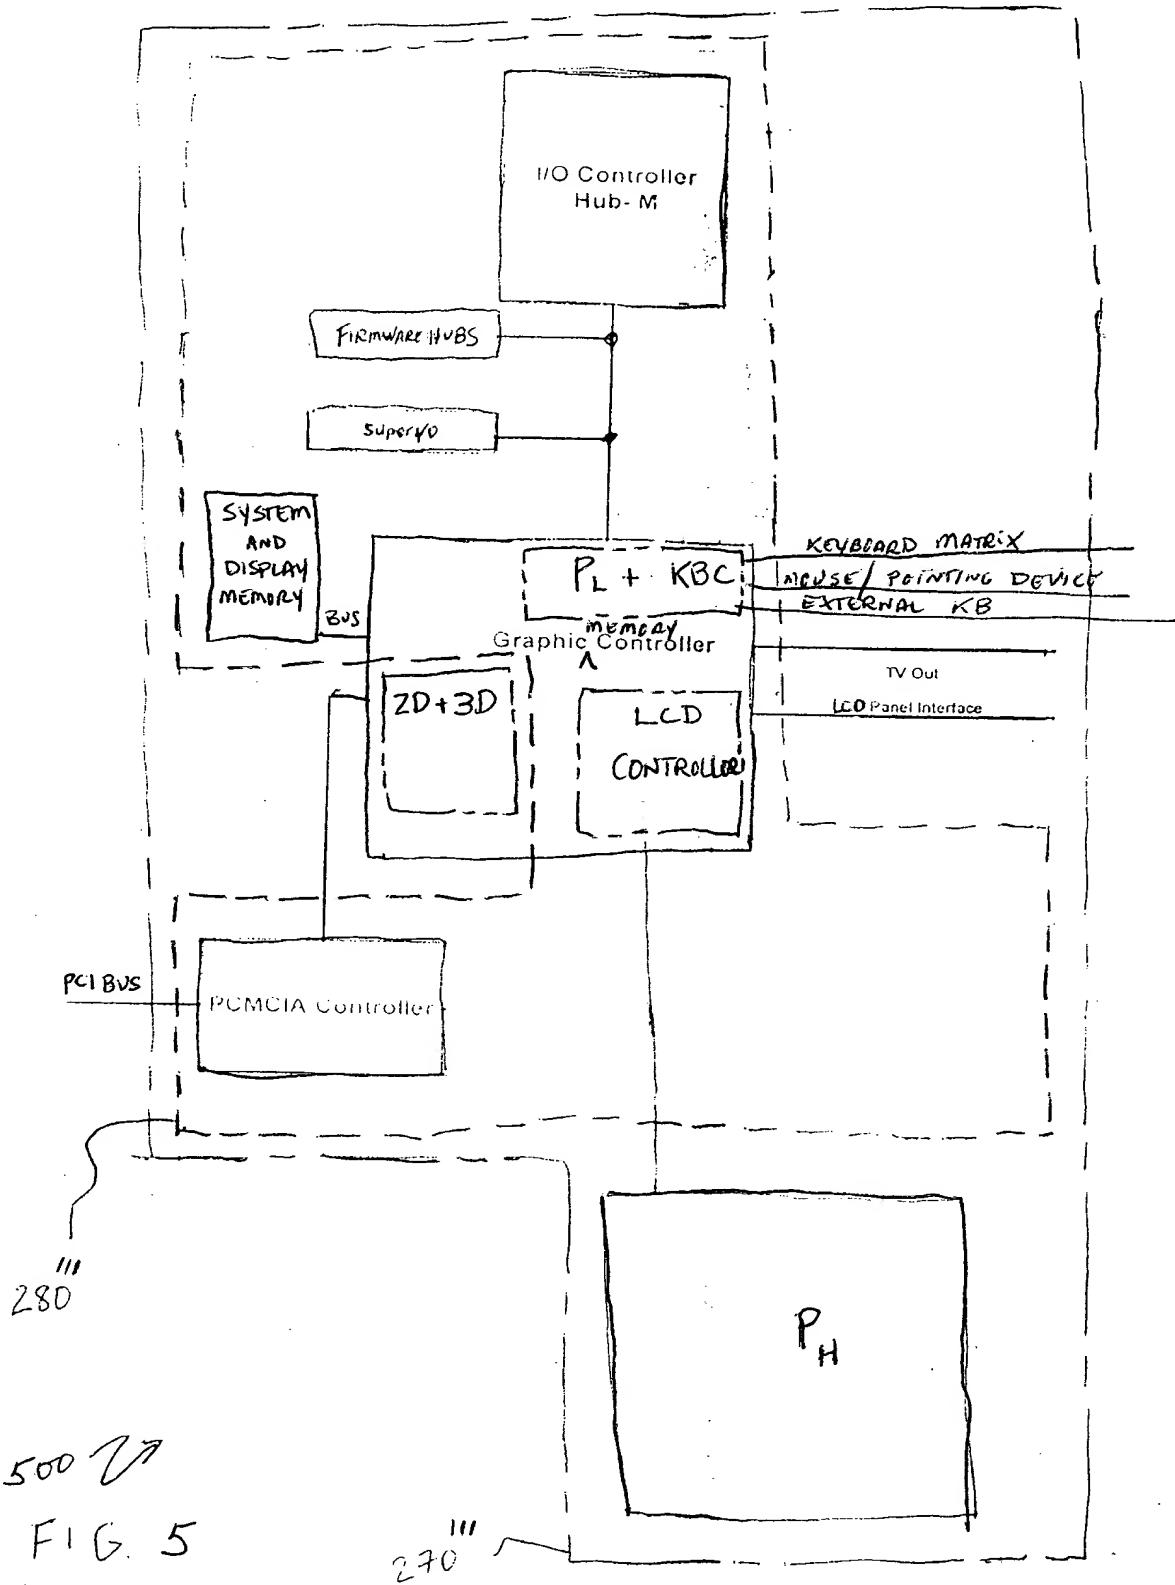 I/O Controller
Hub- M
FIRMWARE HUBS
Super I/O
SYSTEM
AND
DISPLAY
MEMORY
BUS
PL + KBC
KEYBOARD MATRIX
MOUSE / POINTING DEVICE
EXTERNAL KB
MEMORY
Graphic ^ Controller
TV Out
LCD Panel Interface
2D+3D
LCD
CONTROLLER
PCI BUS
PCMCIA Controller
280'''
PH
500
FIG. 5
270'''